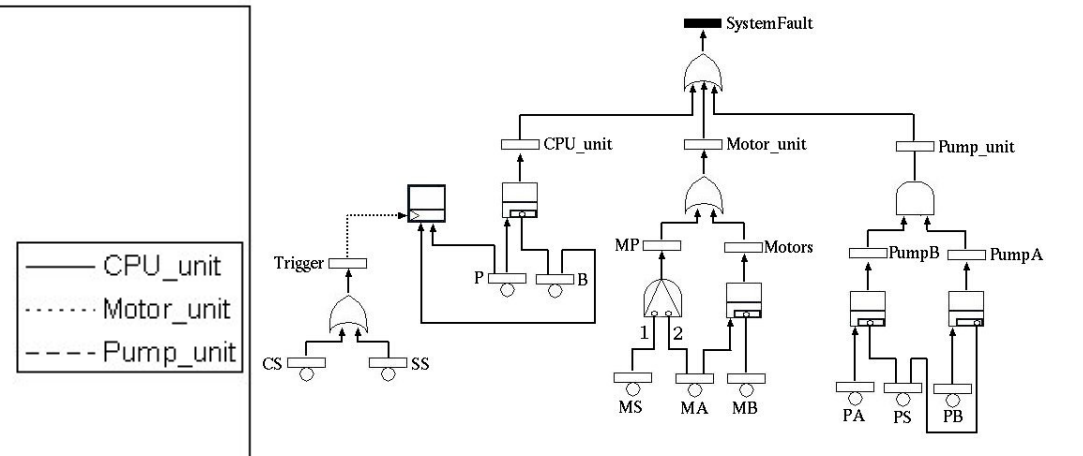 SystemFault
CPU_unit
Motor_unit
Pump_unit
MP
Motors
PumpB
PumpA
Trigger
P
B
1
2
CS
SS
MS
MA
MB
PA
PS
PB
CPU_unit
Motor_unit
Pump_unit